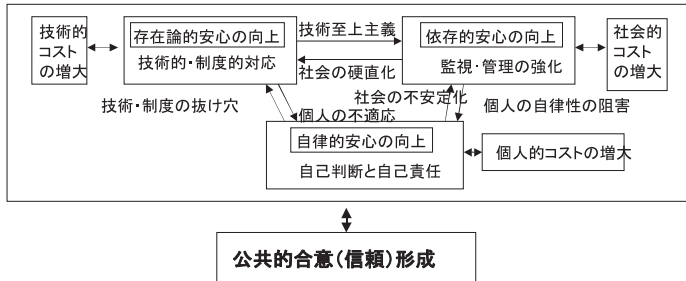 技術的
コスト
の増大
存在論的安心の向上
技術的・制度的対応
技術至上主義
社会の硬直化
依存的安心の向上
監視・管理の強化
社会的
コスト
の増大
技術・制度の抜け穴
個人の不適応
社会の不安定化
個人の自律性の阻害
自律的安心の向上
自己判断と自己責任
個人的コストの増大
公共的合意(信頼)形成